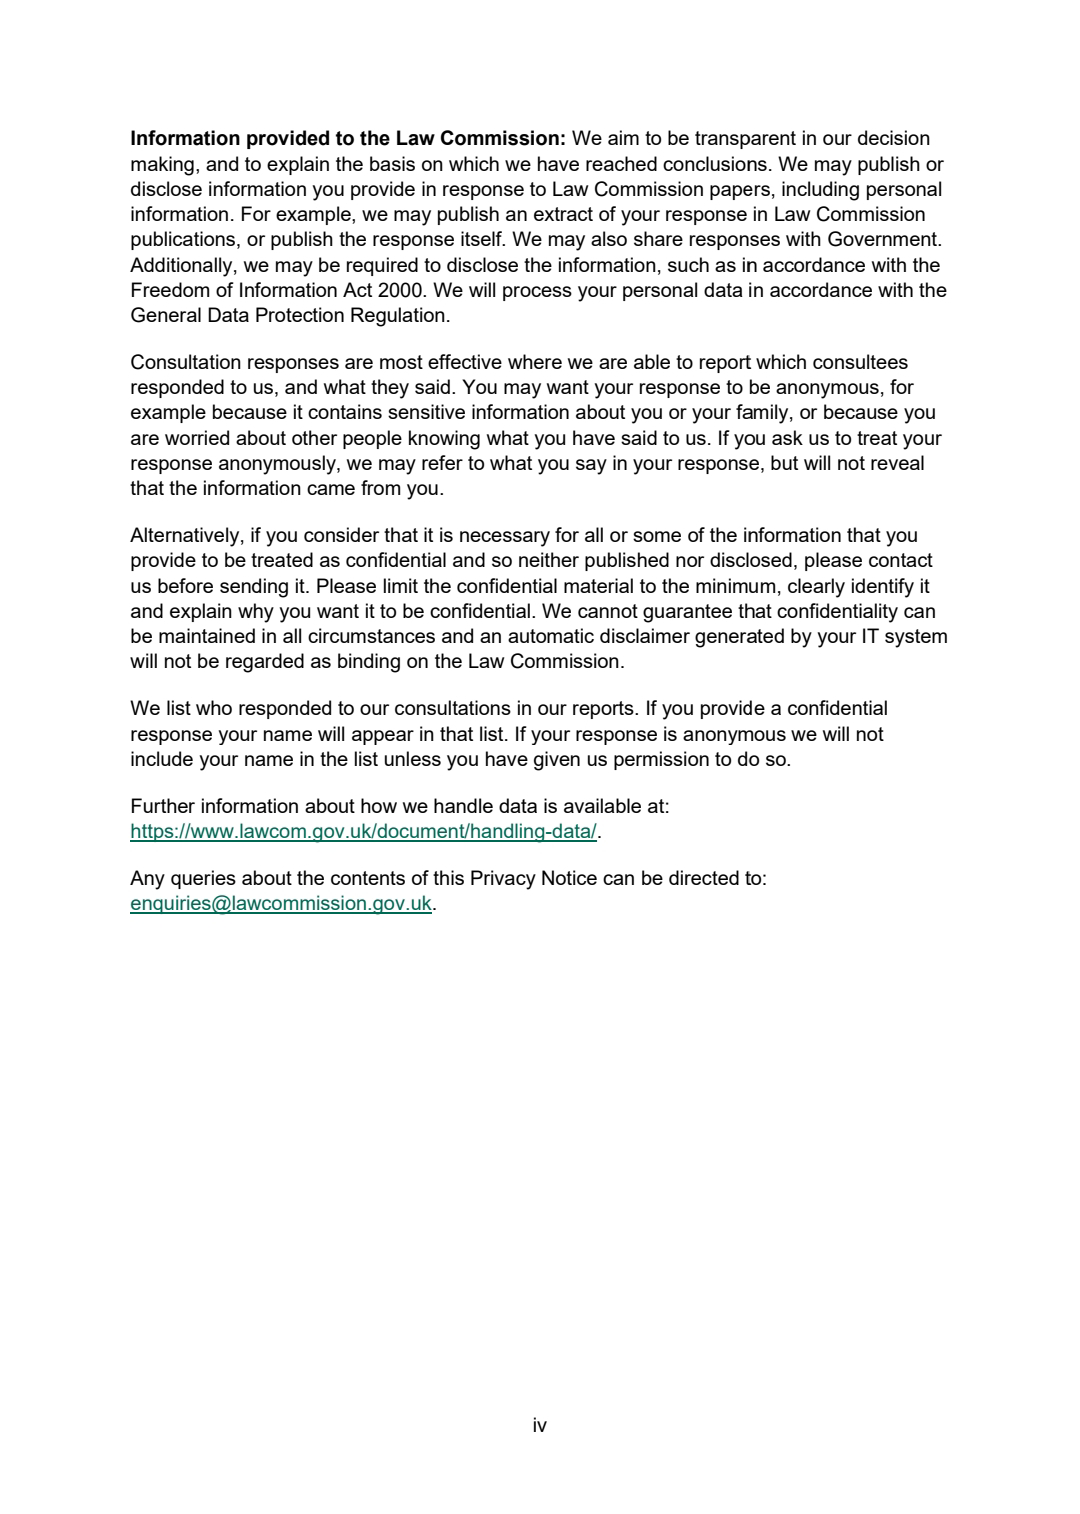 Information provided to the Law Commission: We aim to be transparent in our decision
making, and to explain the basis on which we have reached conclusions. We may publish or
disclose information you provide in response to Law Commission papers, including personal
information. For example, we may publish an extract of your response in Law Commission
publications, or publish the response itself. We may also share responses with Government.
Additionally, we may be required to disclose the information, such as in accordance with the
Freedom of Information Act 2000. We will process your personal data in accordance with the
General Data Protection Regulation.
Consultation responses are most effective where we are able to report which consultees
responded to us, and what they said. You may want your response to be anonymous, for
example because it contains sensitive information about you or your family, or because you
are worried about other people knowing what you have said to us. If you ask us to treat your
response anonymously, we may refer to what you say in your response, but will not reveal
that the information came from you.
Alternatively, if you consider that it is necessary for all or some of the information that you
provide to be treated as confidential and so neither published nor disclosed, please contact
us before sending it. Please limit the confidential material to the minimum, clearly identify it
and explain why you want it to be confidential. We cannot guarantee that confidentiality can
be maintained in all circumstances and an automatic disclaimer generated by your IT system
will not be regarded as binding on the Law Commission.
We list who responded to our consultations in our reports. If you provide a confidential
response your name will appear in that list. If your response is anonymous we will not
include your name in the list unless you have given us permission to do so.
Further information about how we handle data is available at:
https://www.lawcom.gov.uk/document/handling-data/.
Any queries about the contents of this Privacy Notice can be directed to:
enquiries@lawcommission.gov.uk.
iv